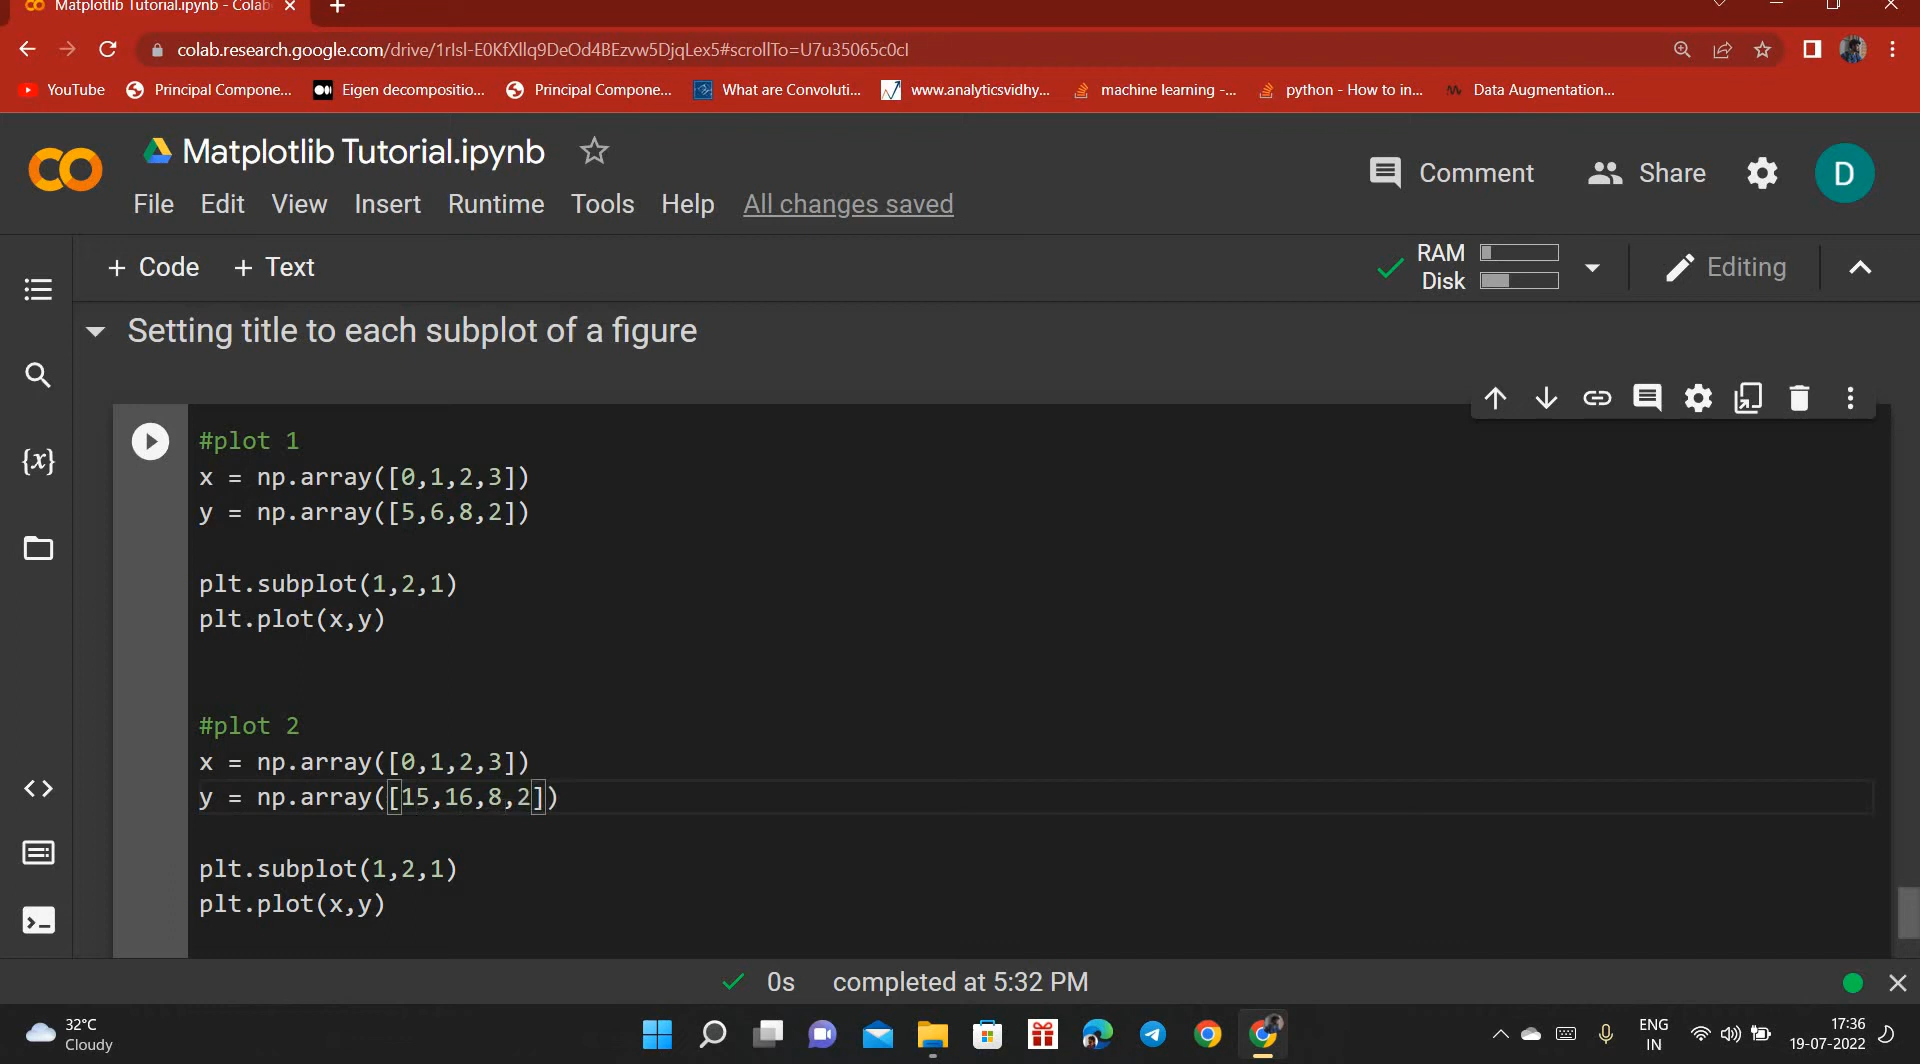 Matplotlib Tutorial.ipynb - Colab
colab.research.google.com/drive/1rIsl-E0KfXllq9DeOd4BEzvw5DjqLex5#scrollTo=U7u35065c0cI
YouTube Principal Compone... Eigen decompositio... Principal Compone... What are Convoluti... www.analyticsvidhy... machine learning -... python - How to in... Data Augmentation...
Matplotlib Tutorial.ipynb
Comment Share D
File Edit View Insert Runtime Tools Help All changes saved
+ Code + Text RAM Disk Editing
Setting title to each subplot of a figure
#plot 1
x = np.array([0,1,2,3])
y = np.array([5,6,8,2])
plt.subplot(1,2,1)
plt.plot(x,y)
#plot 2
x = np.array([0,1,2,3])
y = np.array([15,16,8,2])
plt.subplot(1,2,1)
plt.plot(x,y)
{x}
0s completed at 5:32 PM
32°C
Cloudy
ENG
IN
17:36
19-07-2022